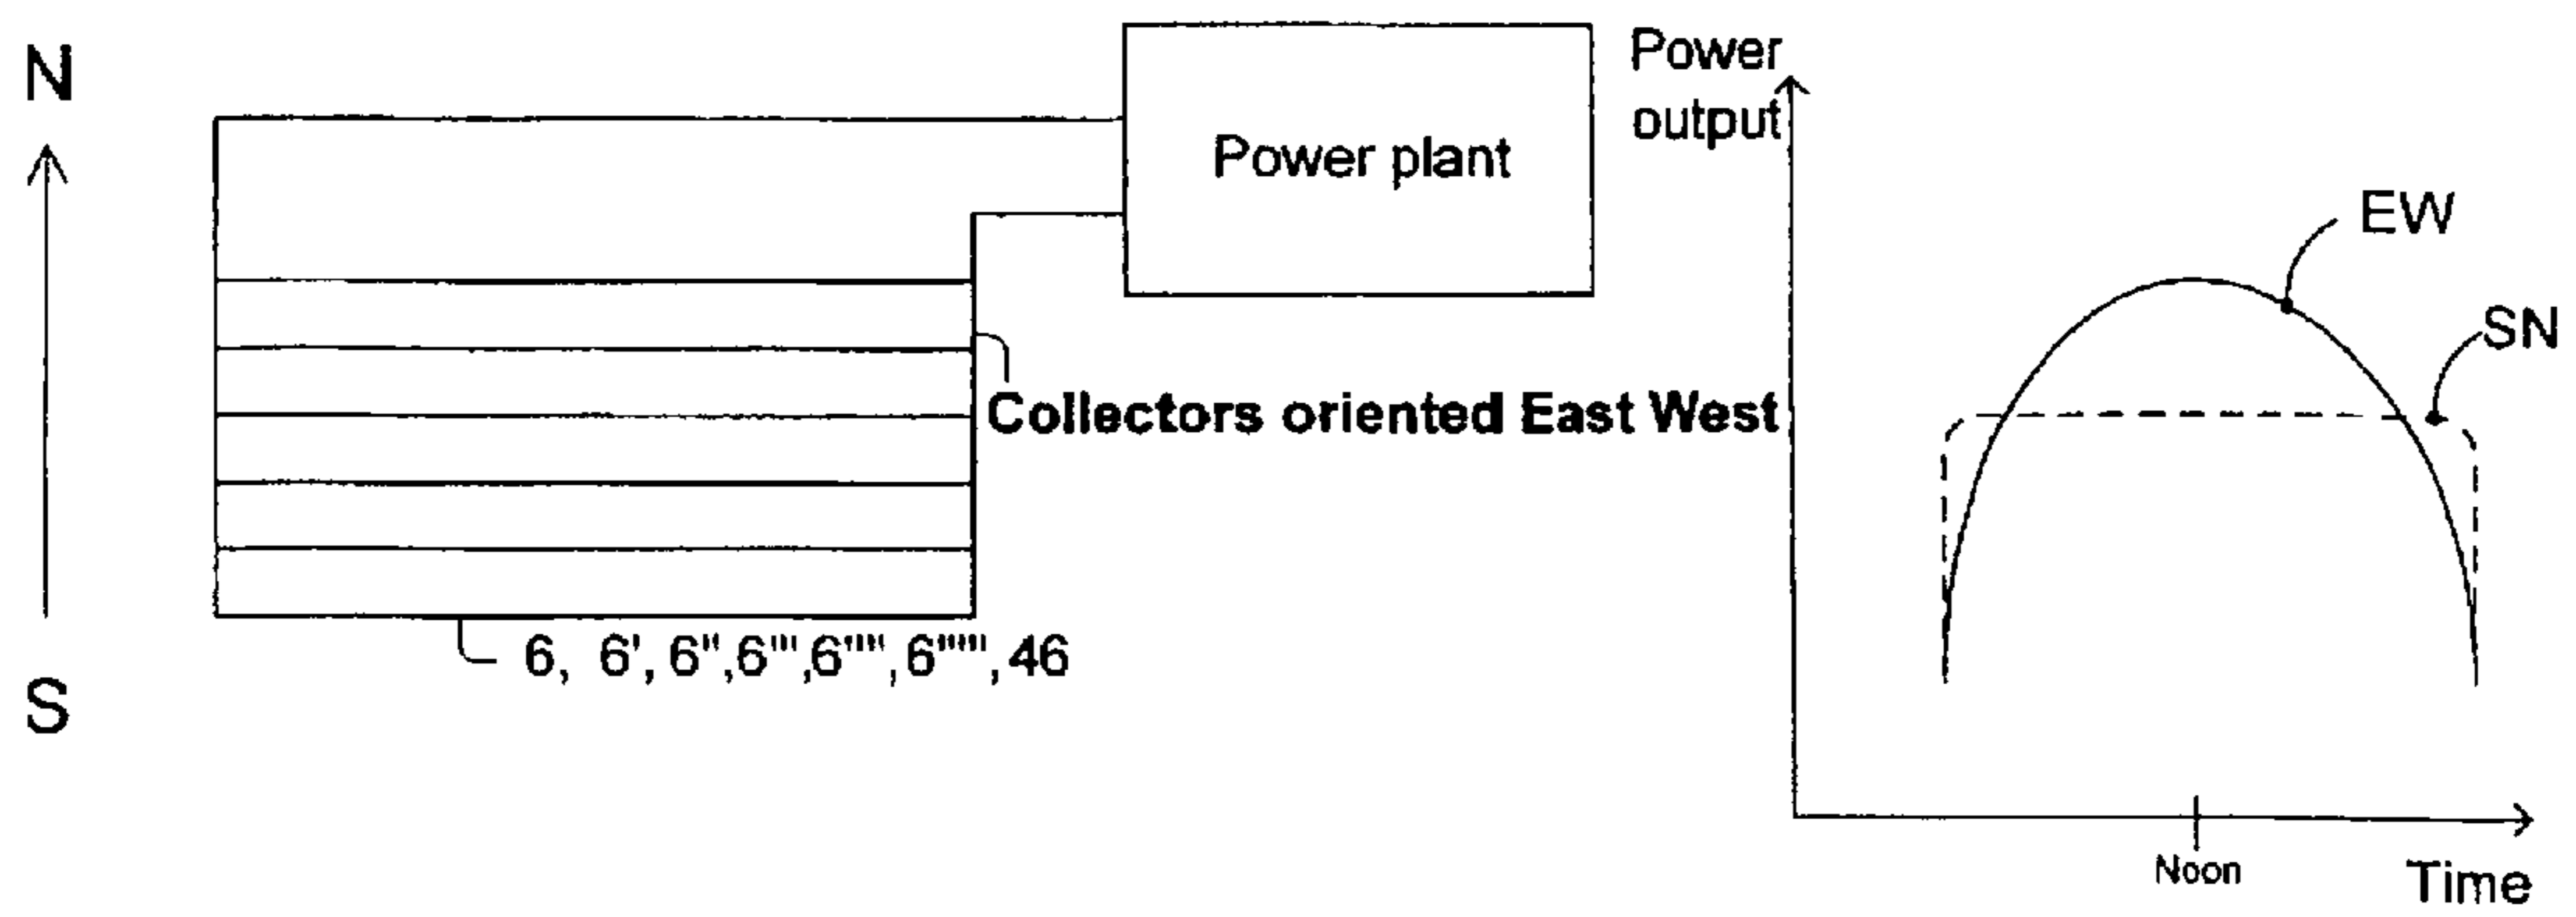 N
S
Power plant
Collectors oriented East West
6, 6', 6'',6''',6'''',6''''',46
Power
output
EW
SN
Noon
Time